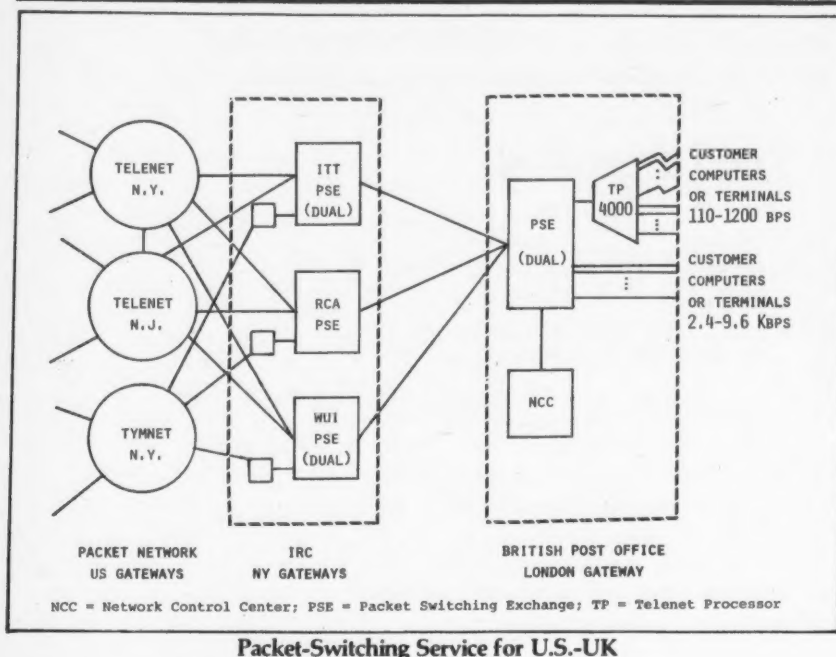 TELENET
N.Y.
TELENET
N.J.
TYMNET
N.Y.
ITT
PSE
(DUAL)
RCA
PSE
WUI
PSE
(DUAL)
PSE
(DUAL)
NCC
TP
4000
CUSTOMER
COMPUTERS
OR TERMINALS
110-1200 BPS
CUSTOMER
COMPUTERS
OR TERMINALS
2.4-9.6 KBPS
PACKET NETWORK
US GATEWAYS
IRC
NY GATEWAYS
BRITISH POST OFFICE
LONDON GATEWAY
NCC = Network Control Center; PSE = Packet Switching Exchange; TP = Telenet Processor
Packet-Switching Service for U.S.-UK